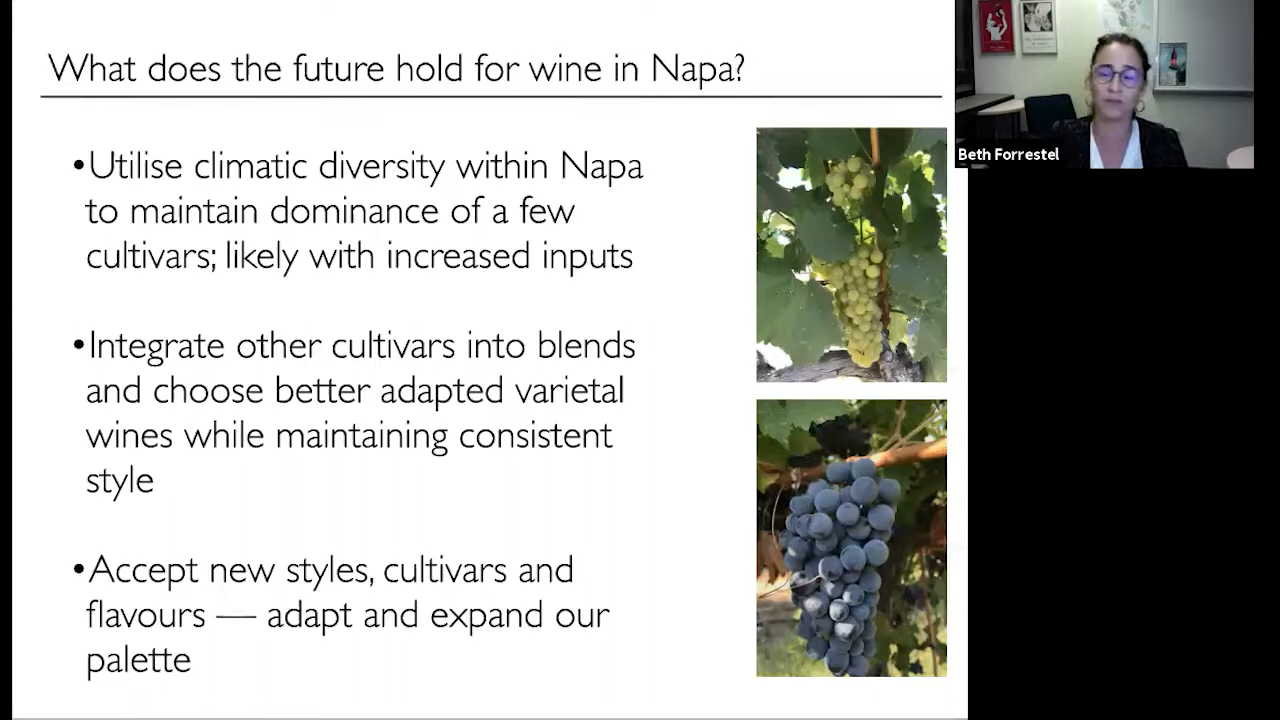 What does the future hold for wine in Napa?
•Utilise climatic diversity within Napa
to maintain dominance of a few
cultivars; likely with increased inputs
•Integrate other cultivars into blends
and choose better adapted varietal
wines while maintaining consistent
style
•Accept new styles, cultivars and
flavours — adapt and expand our
palette
Beth Forrestel